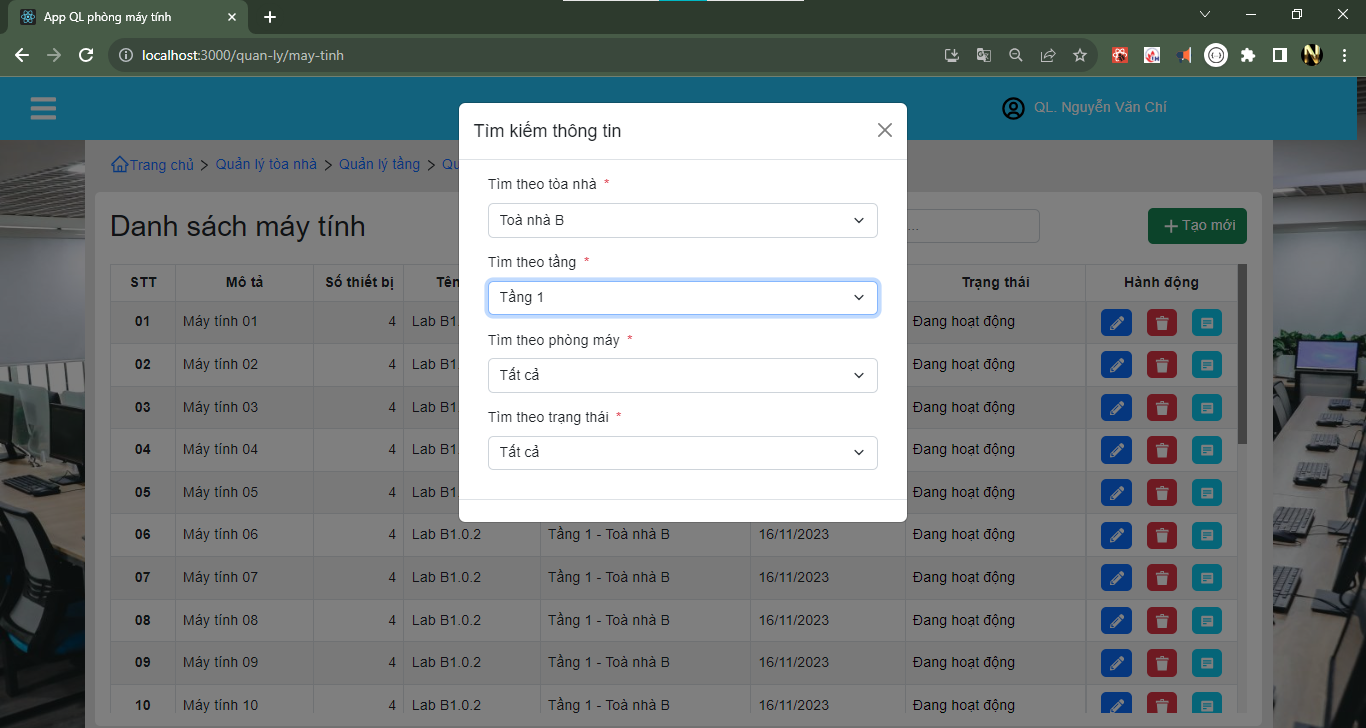 App QL phòng máy tính
localhost:3000/quan-ly/may-tinh
QL. Nguyễn Văn Chí
Trang chủ > Quản lý tòa nhà > Quản lý tầng > Qu
Danh sách máy tính
...
Tạo mới
Tìm kiếm thông tin
Tìm theo tòa nhà *
Toà nhà B
Tìm theo tầng *
Tầng 1
Tìm theo phòng máy *
Tất cả
Tìm theo trạng thái *
Tất cả
STT Mô tả Số thiết bị Tên Trạng thái Hành động
01 Máy tính 01 4 Lab B1. Đang hoạt động
02 Máy tính 02 4 Lab B1. Đang hoạt động
03 Máy tính 03 4 Lab B1. Đang hoạt động
04 Máy tính 04 4 Lab B1. Đang hoạt động
05 Máy tính 05 4 Lab B1. Đang hoạt động
06 Máy tính 06 4 Lab B1.0.2 Tầng 1 - Toà nhà B 16/11/2023 Đang hoạt động
07 Máy tính 07 4 Lab B1.0.2 Tầng 1 - Toà nhà B 16/11/2023 Đang hoạt động
08 Máy tính 08 4 Lab B1.0.2 Tầng 1 - Toà nhà B 16/11/2023 Đang hoạt động
09 Máy tính 09 4 Lab B1.0.2 Tầng 1 - Toà nhà B 16/11/2023 Đang hoạt động
10 Máy tính 10 4 Lab B1.0.2 Tầng 1 - Toà nhà B 16/11/2023 Đang hoạt động